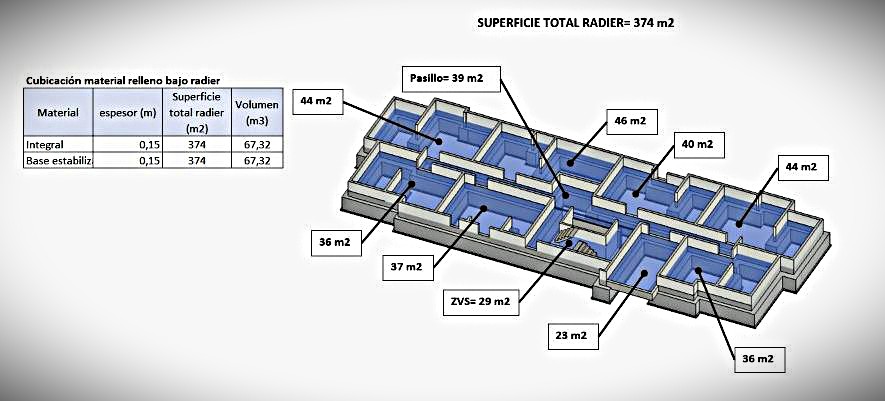 SUPERFICIE TOTAL RADIER= 374 m2
Cubicación material relleno bajo radier
Material espesor (m) Superficie total radier (m2) Volumen (m3)
Integral 0,15 374 67,32
Base estabiliz 0,15 374 67,32
Pasillo= 39 m2
44 m2
46 m2
40 m2
44 m2
36 m2
37 m2
ZVS= 29 m2
23 m2
36 m2